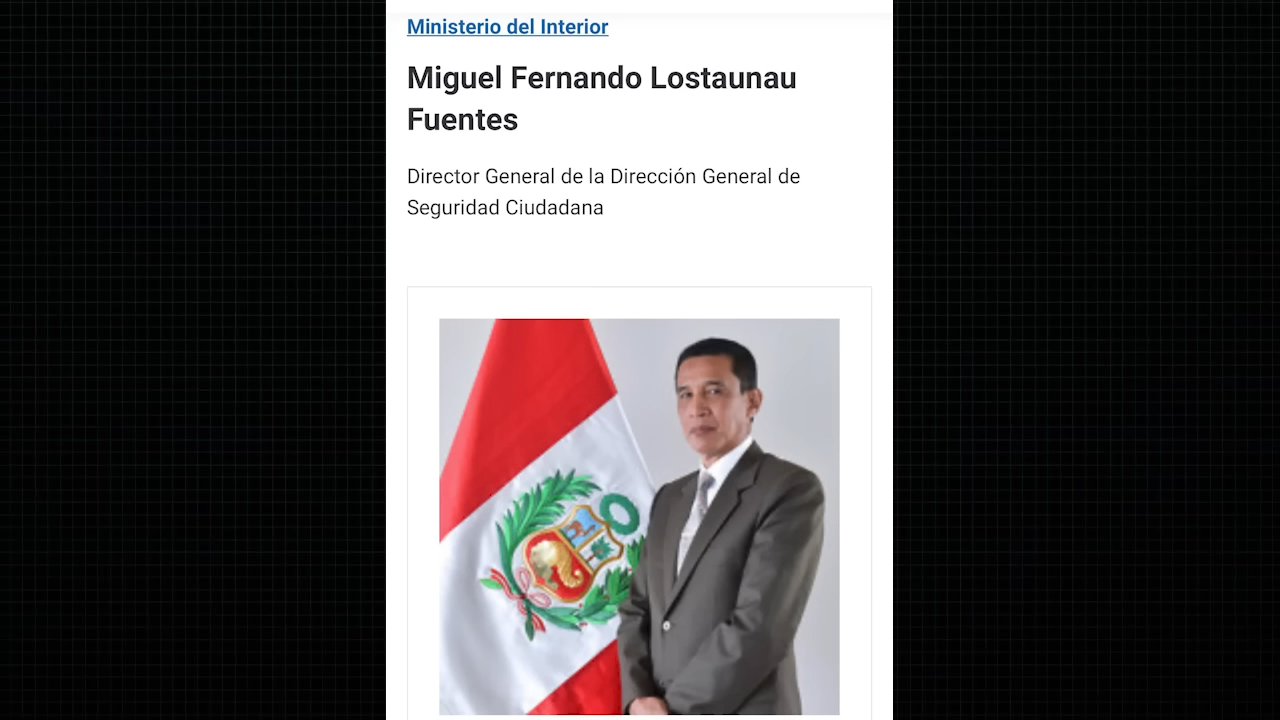 Ministerio del Interior
Miguel Fernando Lostaunau
Fuentes
Director General de la Dirección General de
Seguridad Ciudadana